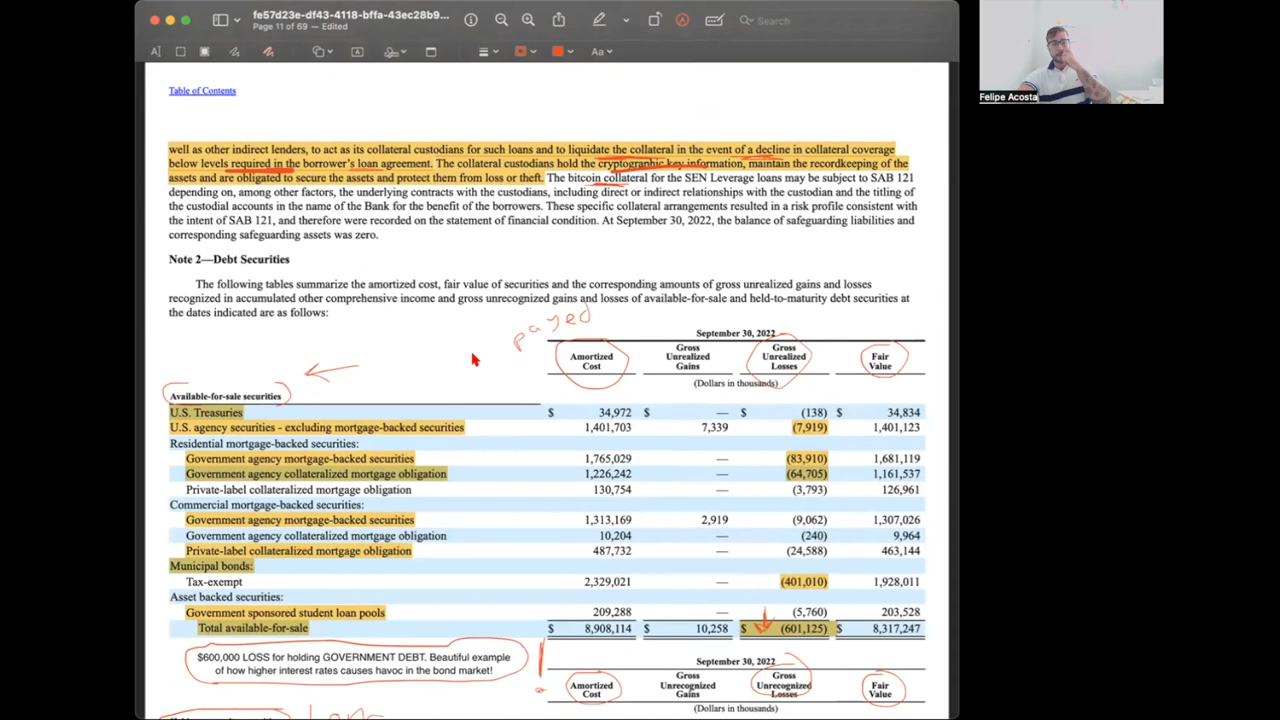 fe57d23e-df43-4118-bffa-43ec28b9...
Page 11 of 69 — Edited
Search
Felipe Acosta
Table of Contents
well as other indirect lenders, to act as its collateral custodians for such loans and to liquidate the collateral in the event of a decline in collateral coverage
below levels required in the borrower's loan agreement. The collateral custodians hold the cryptographic key information, maintain the recordkeeping of the
assets and are obligated to secure the assets and protect them from loss or theft. The bitcoin collateral for the SEN Leverage loans may be subject to SAB 121
depending on, among other factors, the underlying contracts with the custodians, including direct or indirect relationships with the custodian and the titling of
the custodial accounts in the name of the Bank for the benefit of the borrowers. These specific collateral arrangements resulted in a risk profile consistent with
the intent of SAB 121, and therefore were recorded on the statement of financial condition. At September 30, 2022, the balance of safeguarding liabilities and
corresponding safeguarding assets was zero.
Note 2—Debt Securities
The following tables summarize the amortized cost, fair value of securities and the corresponding amounts of gross unrealized gains and losses
recognized in accumulated other comprehensive income and gross unrecognized gains and losses of available-for-sale and held-to-maturity debt securities at
the dates indicated are as follows:
payed
September 30, 2022
Amortized Cost Gross Unrealized Gains Gross Unrealized Losses Fair Value
(Dollars in thousands)
Available-for-sale securities
U.S. Treasuries $ 34,972 $ — $ (138) $ 34,834
U.S. agency securities - excluding mortgage-backed securities 1,401,703 7,339 (7,919) 1,401,123
Residential mortgage-backed securities:
Government agency mortgage-backed securities 1,765,029 — (83,910) 1,681,119
Government agency collateralized mortgage obligation 1,226,242 — (64,705) 1,161,537
Private-label collateralized mortgage obligation 130,754 — (3,793) 126,961
Commercial mortgage-backed securities:
Government agency mortgage-backed securities 1,313,169 2,919 (9,062) 1,307,026
Government agency collateralized mortgage obligation 10,204 — (240) 9,964
Private-label collateralized mortgage obligation 487,732 — (24,588) 463,144
Municipal bonds:
Tax-exempt 2,329,021 — (401,010) 1,928,011
Asset backed securities:
Government sponsored student loan pools 209,288 — (5,760) 203,528
Total available-for-sale $ 8,908,114 $ 10,258 $ (601,125) $ 8,317,247
$600,000 LOSS for holding GOVERNMENT DEBT. Beautiful example
of how higher interest rates causes havoc in the bond market!
September 30, 2022
Amortized Cost Gross Unrecognized Gains Gross Unrecognized Losses Fair Value
(Dollars in thousands)